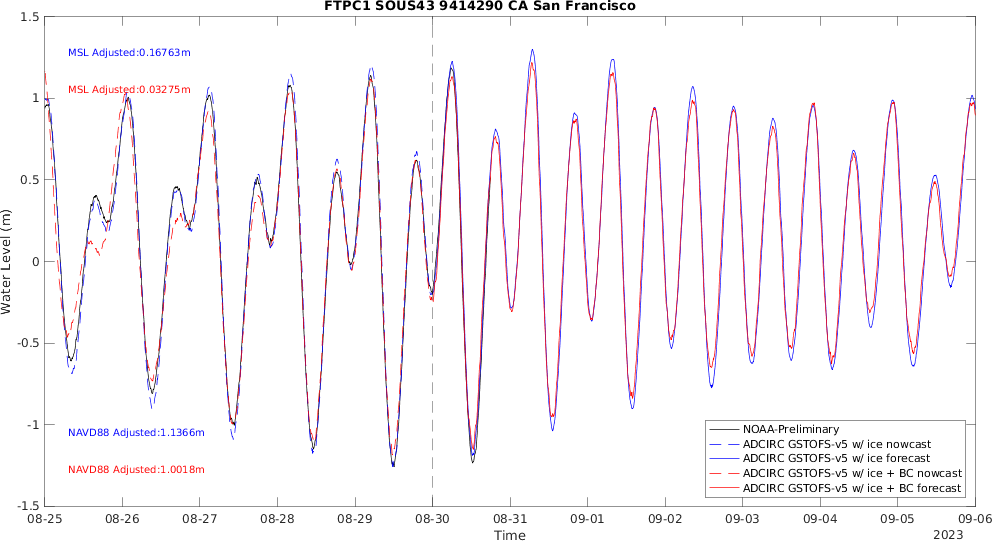 FTPC1 SOUS43 9414290 CA San Francisco
1.5
1
0.5
0
-0.5
-1
-1.5
Water Level (m)
MSL Adjusted:0.16763m
MSL Adjusted:0.03275m
NAVD88 Adjusted:1.1366m
NAVD88 Adjusted:1.0018m
NOAA-Preliminary
ADCIRC GSTOFS-v5 w/ ice nowcast
ADCIRC GSTOFS-v5 w/ ice forecast
ADCIRC GSTOFS-v5 w/ ice + BC nowcast
ADCIRC GSTOFS-v5 w/ ice + BC forecast
08-25 08-26 08-27 08-28 08-29 08-30 08-31 09-01 09-02 09-03 09-04 09-05 09-06
Time
2023